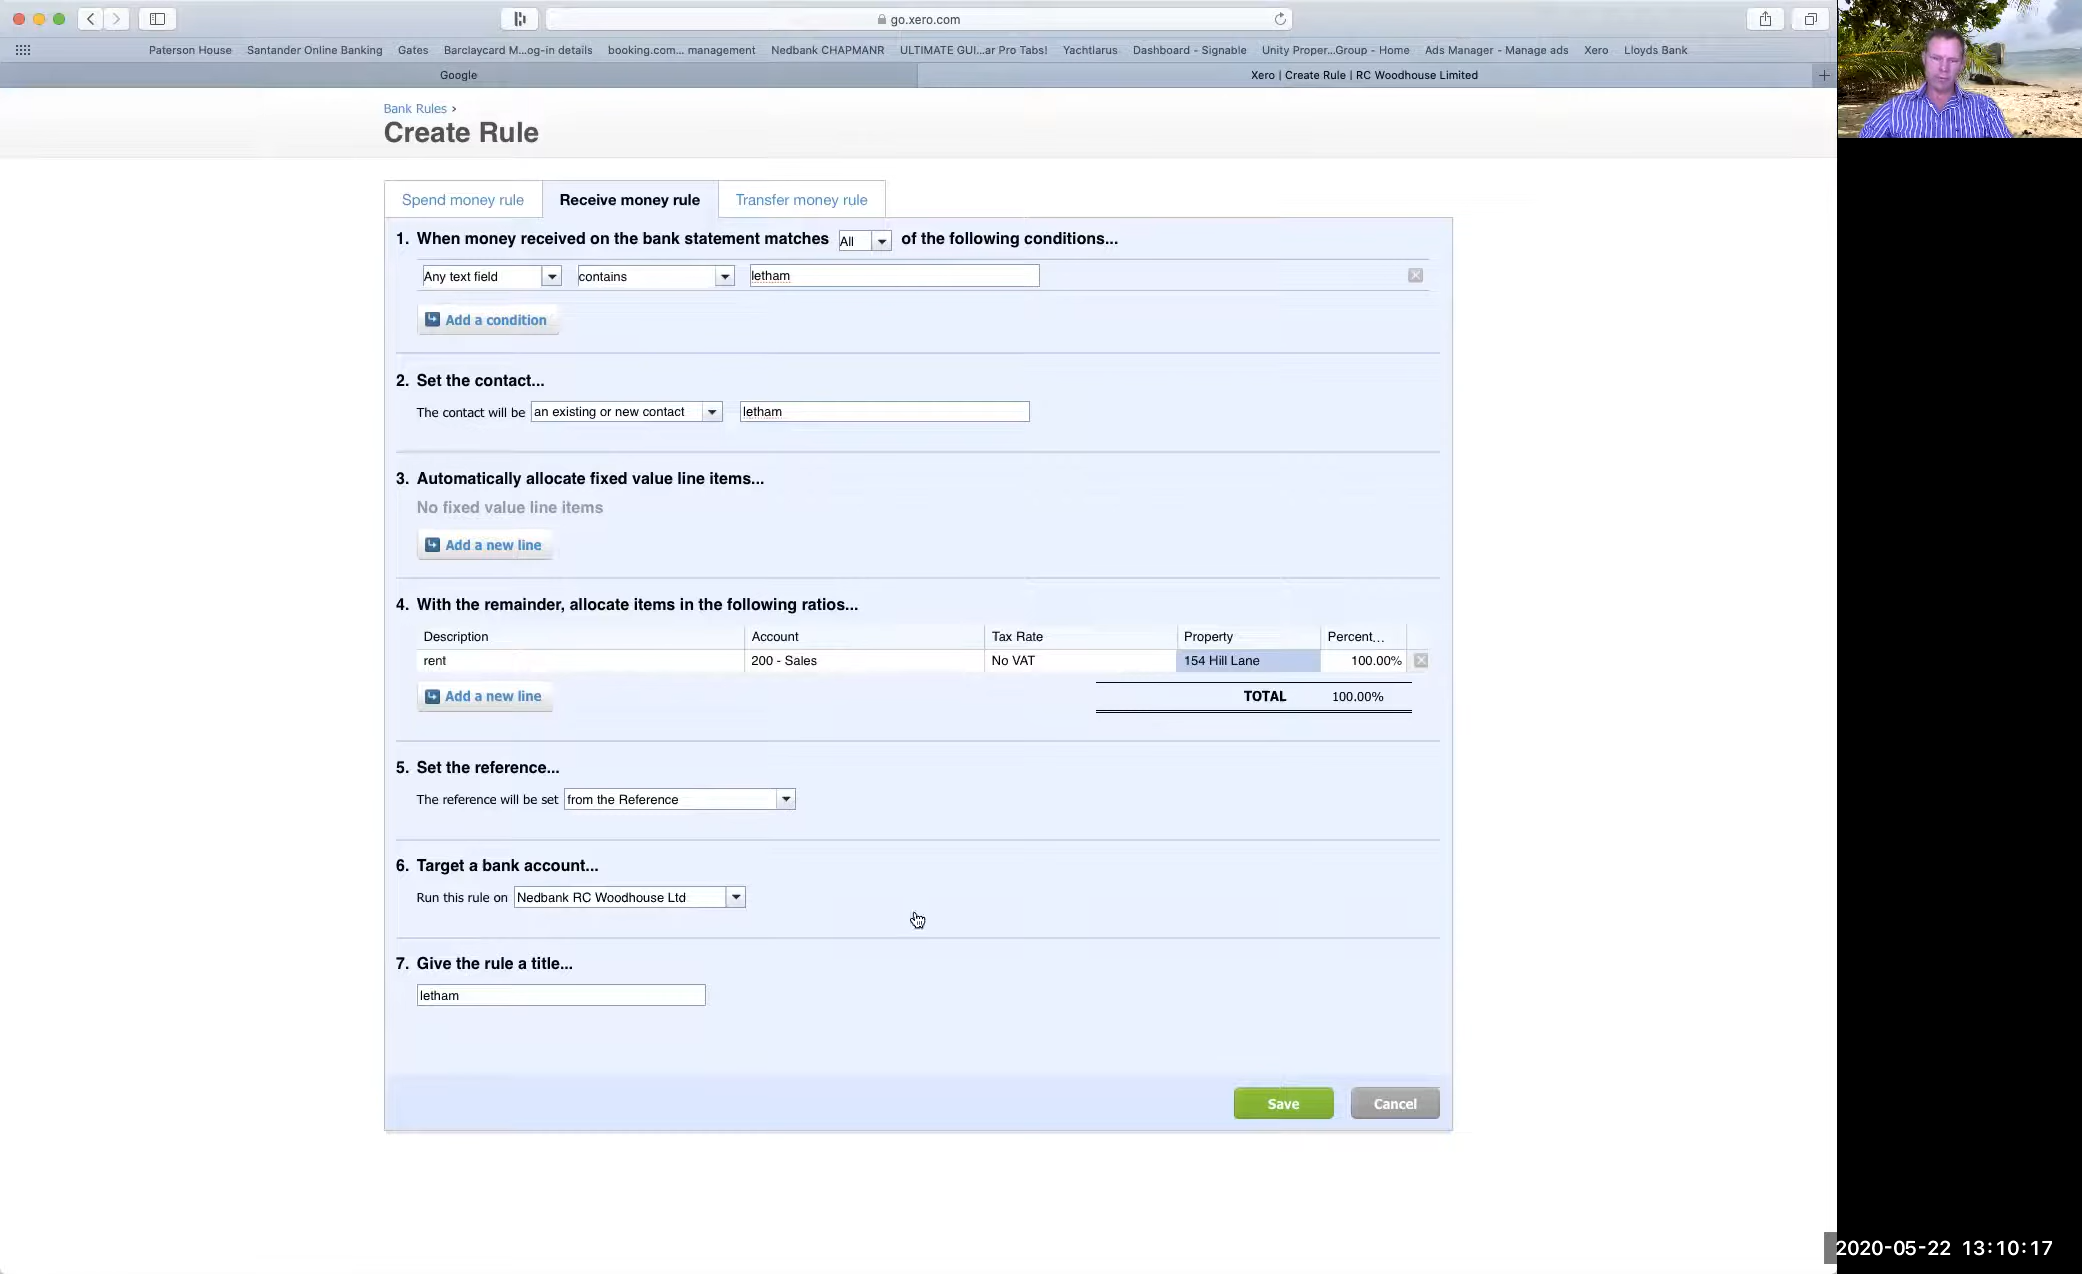 go.xero.com
Paterson House Santander Online Banking Gates Barclaycard M...og-in details booking.com... management Nedbank CHAPMANR ULTIMATE GUI...ar Pro Tabs! Yachtiarus Dashboard - Signable Unity Proper...Group - Home Ads Manager - Manage ads Xero Lloyds Bank
Google Xero | Create Rule | RC Woodhouse Limited
Bank Rules ›
Create Rule
Spend money rule Receive money rule Transfer money rule
1. When money received on the bank statement matches All of the following conditions...
Any text field contains letham
Add a condition
2. Set the contact...
The contact will be an existing or new contact letham
3. Automatically allocate fixed value line items...
No fixed value line items
Add a new line
4. With the remainder, allocate items in the following ratios...
Description Account Tax Rate Property Percent...
rent 200 - Sales No VAT 154 Hill Lane 100.00%
Add a new line TOTAL 100.00%
5. Set the reference...
The reference will be set from the Reference
6. Target a bank account...
Run this rule on Nedbank RC Woodhouse Ltd
7. Give the rule a title...
letham
Save Cancel
2020-05-22 13:10:17